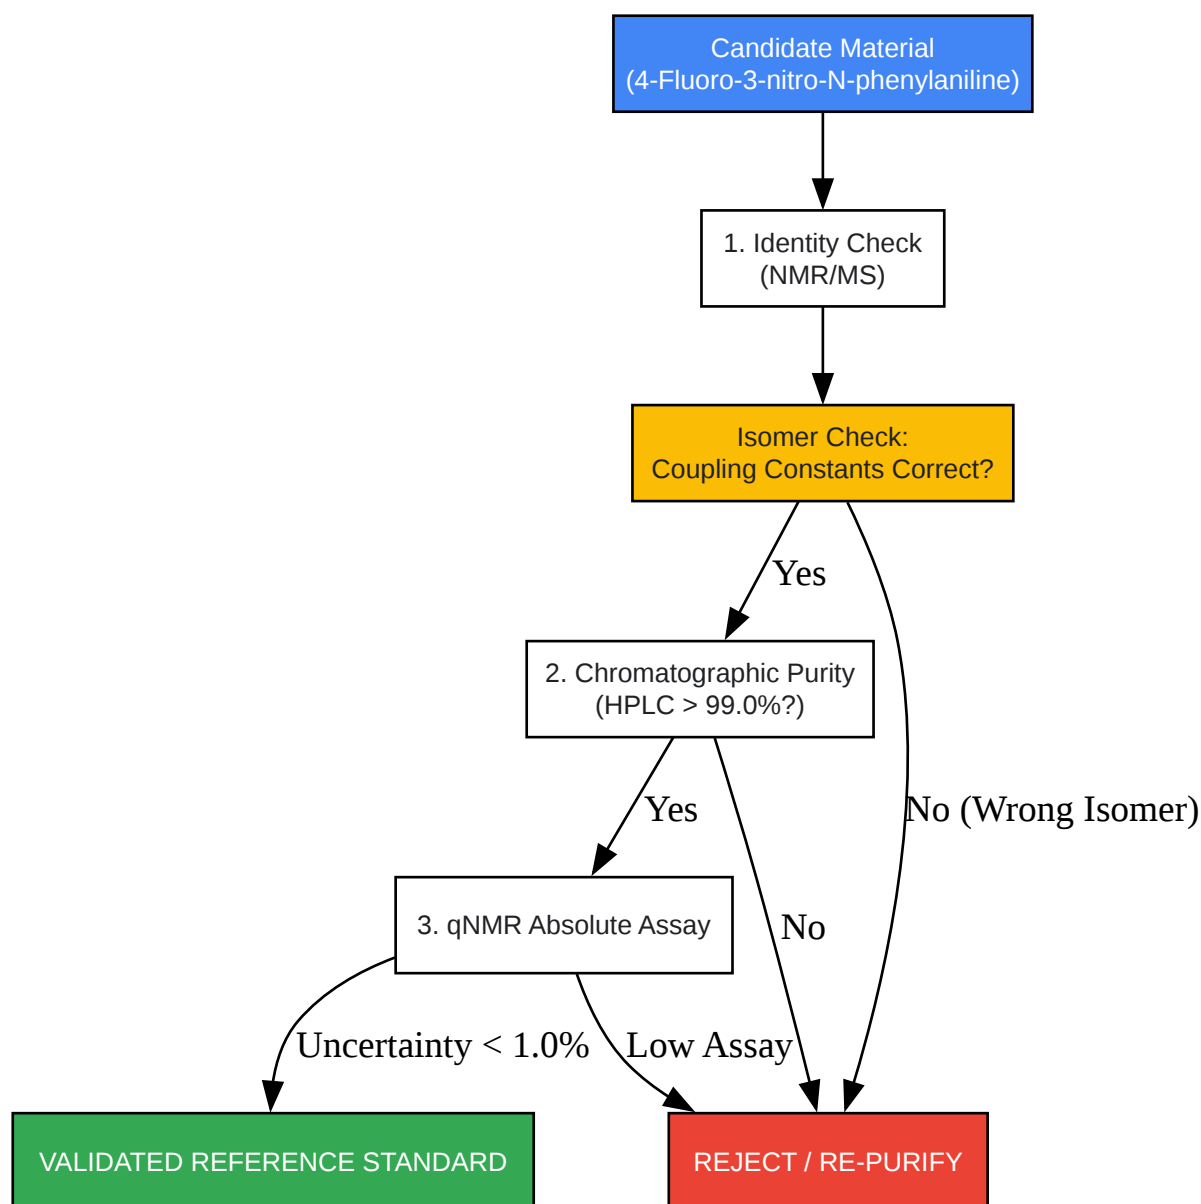 Candidate Material
(4-Fluoro-3-nitro-N-phenylaniline)
1. Identity Check
(NMR/MS)
Isomer Check:
Coupling Constants Correct?
Yes
2. Chromatographic Purity
(HPLC > 99.0%?)
Yes
No (Wrong Isomer)
3. qNMR Absolute Assay
No
Uncertainty < 1.0%
Low Assay
VALIDATED REFERENCE STANDARD
REJECT / RE-PURIFY